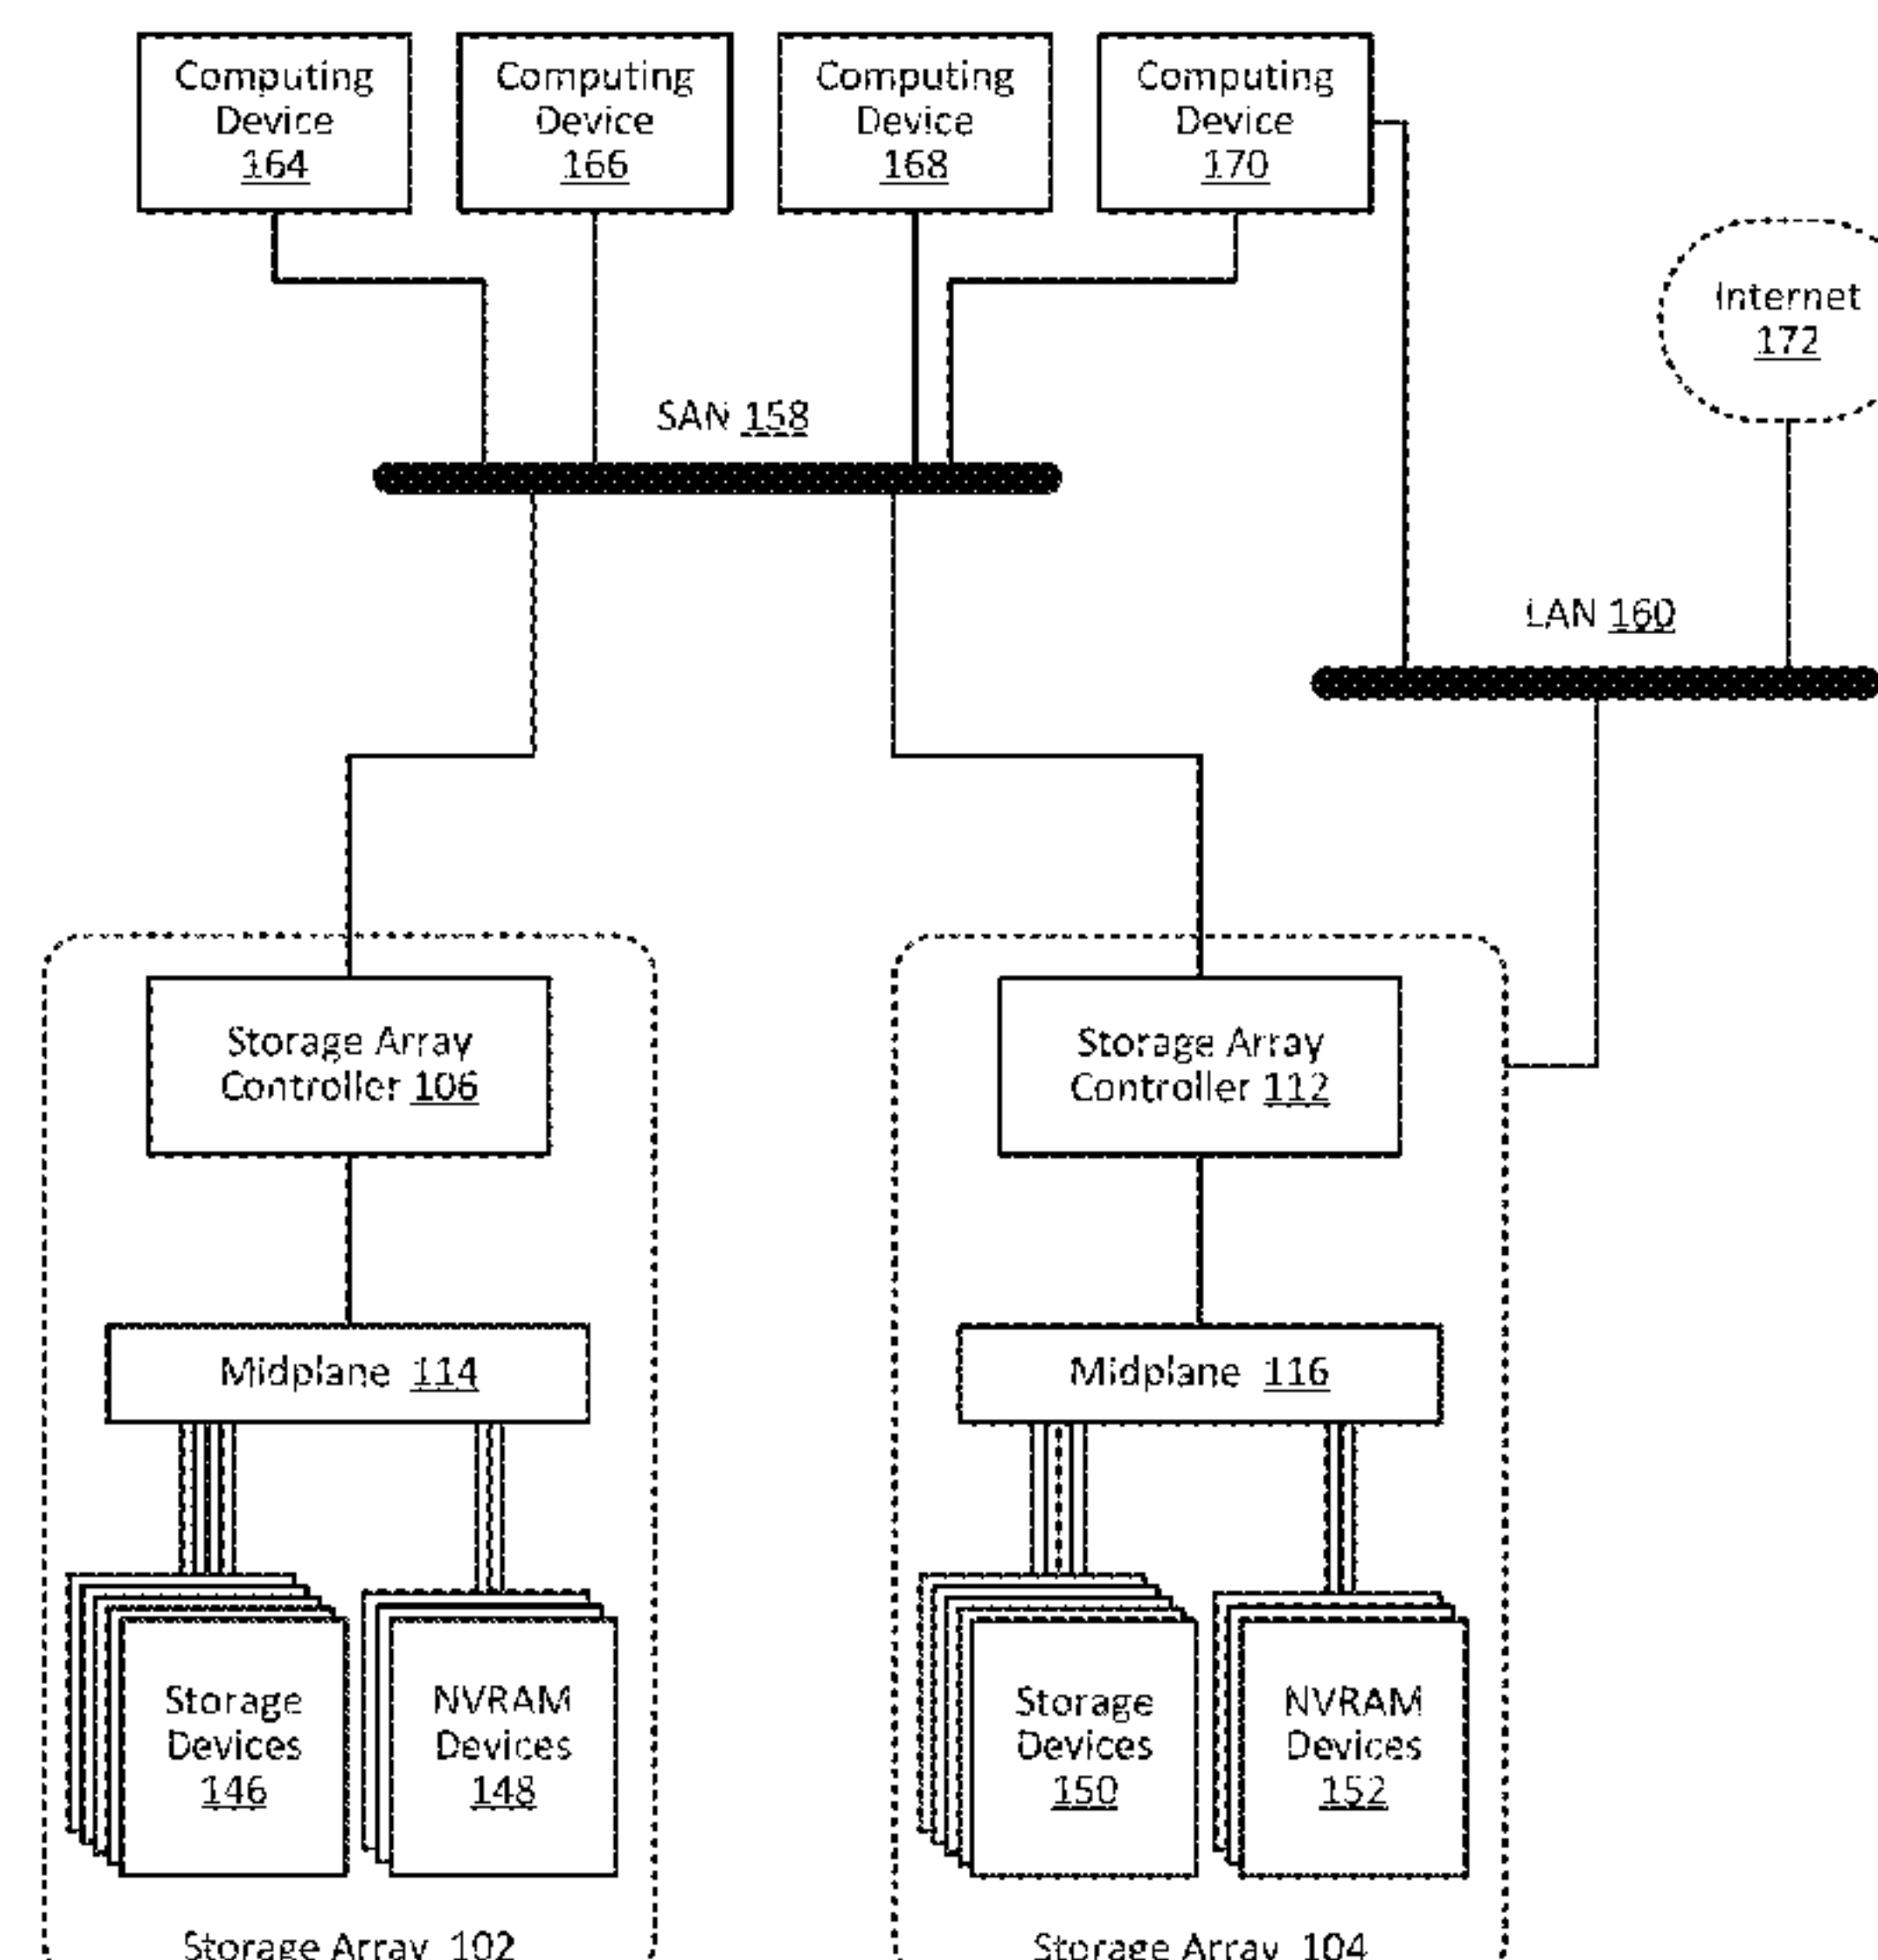 Computing
Device
164
Computing
Device
166
Computing
Device
168
Computing
Device
170
Internet
172
SAN 158
LAN 160
Storage Array
Controller 106
Storage Array
Controller 112
Midplane 114
Midplane 116
Storage
Devices
146
NVRAM
Devices
148
Storage
Devices
150
NVRAM
Devices
152
Storage Array 102
Storage Array 104